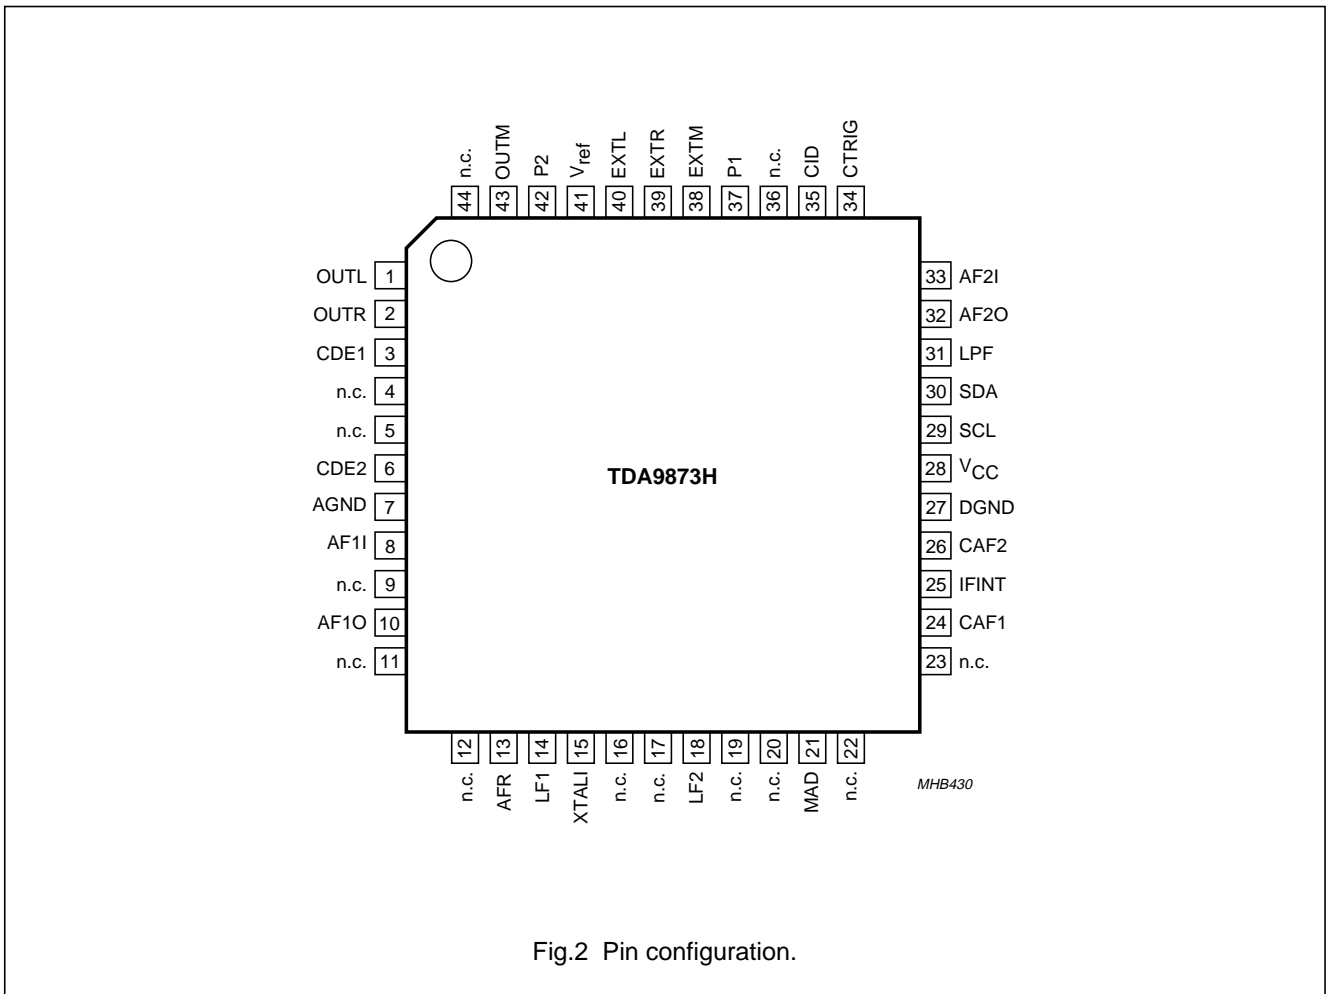 44 n.c.
43 OUTM
42 P2
41 Vref
40 EXTL
39 EXTR
38 EXTM
37 P1
36 n.c.
35 CID
34 CTRIG
OUTL 1
OUTR 2
CDE1 3
n.c. 4
n.c. 5
CDE2 6
AGND 7
AF1I 8
n.c. 9
AF1O 10
n.c. 11
TDA9873H
33 AF2I
32 AF2O
31 LPF
30 SDA
29 SCL
28 VCC
27 DGND
26 CAF2
25 IFINT
24 CAF1
23 n.c.
n.c. 12
AFR 13
LF1 14
XTALI 15
n.c. 16
n.c. 17
LF2 18
n.c. 19
n.c. 20
MAD 21
n.c. 22
MHB430
Fig.2 Pin configuration.